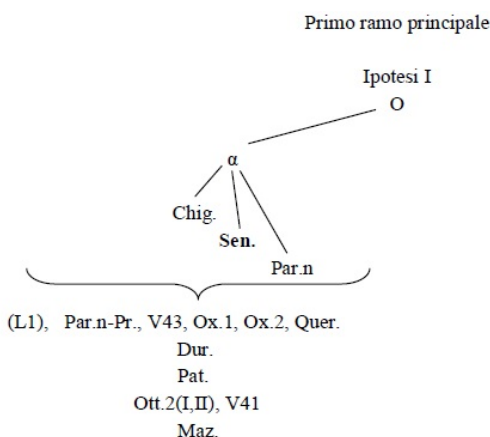 Primo ramo principale
Ipotesi I
O
α
Chig.
Sen.
Par.n
(L1), Par.n-Pr., V43, Ox.1, Ox.2, Quer.
Dur.
Pat.
Ott.2(I,II), V41
Maz.